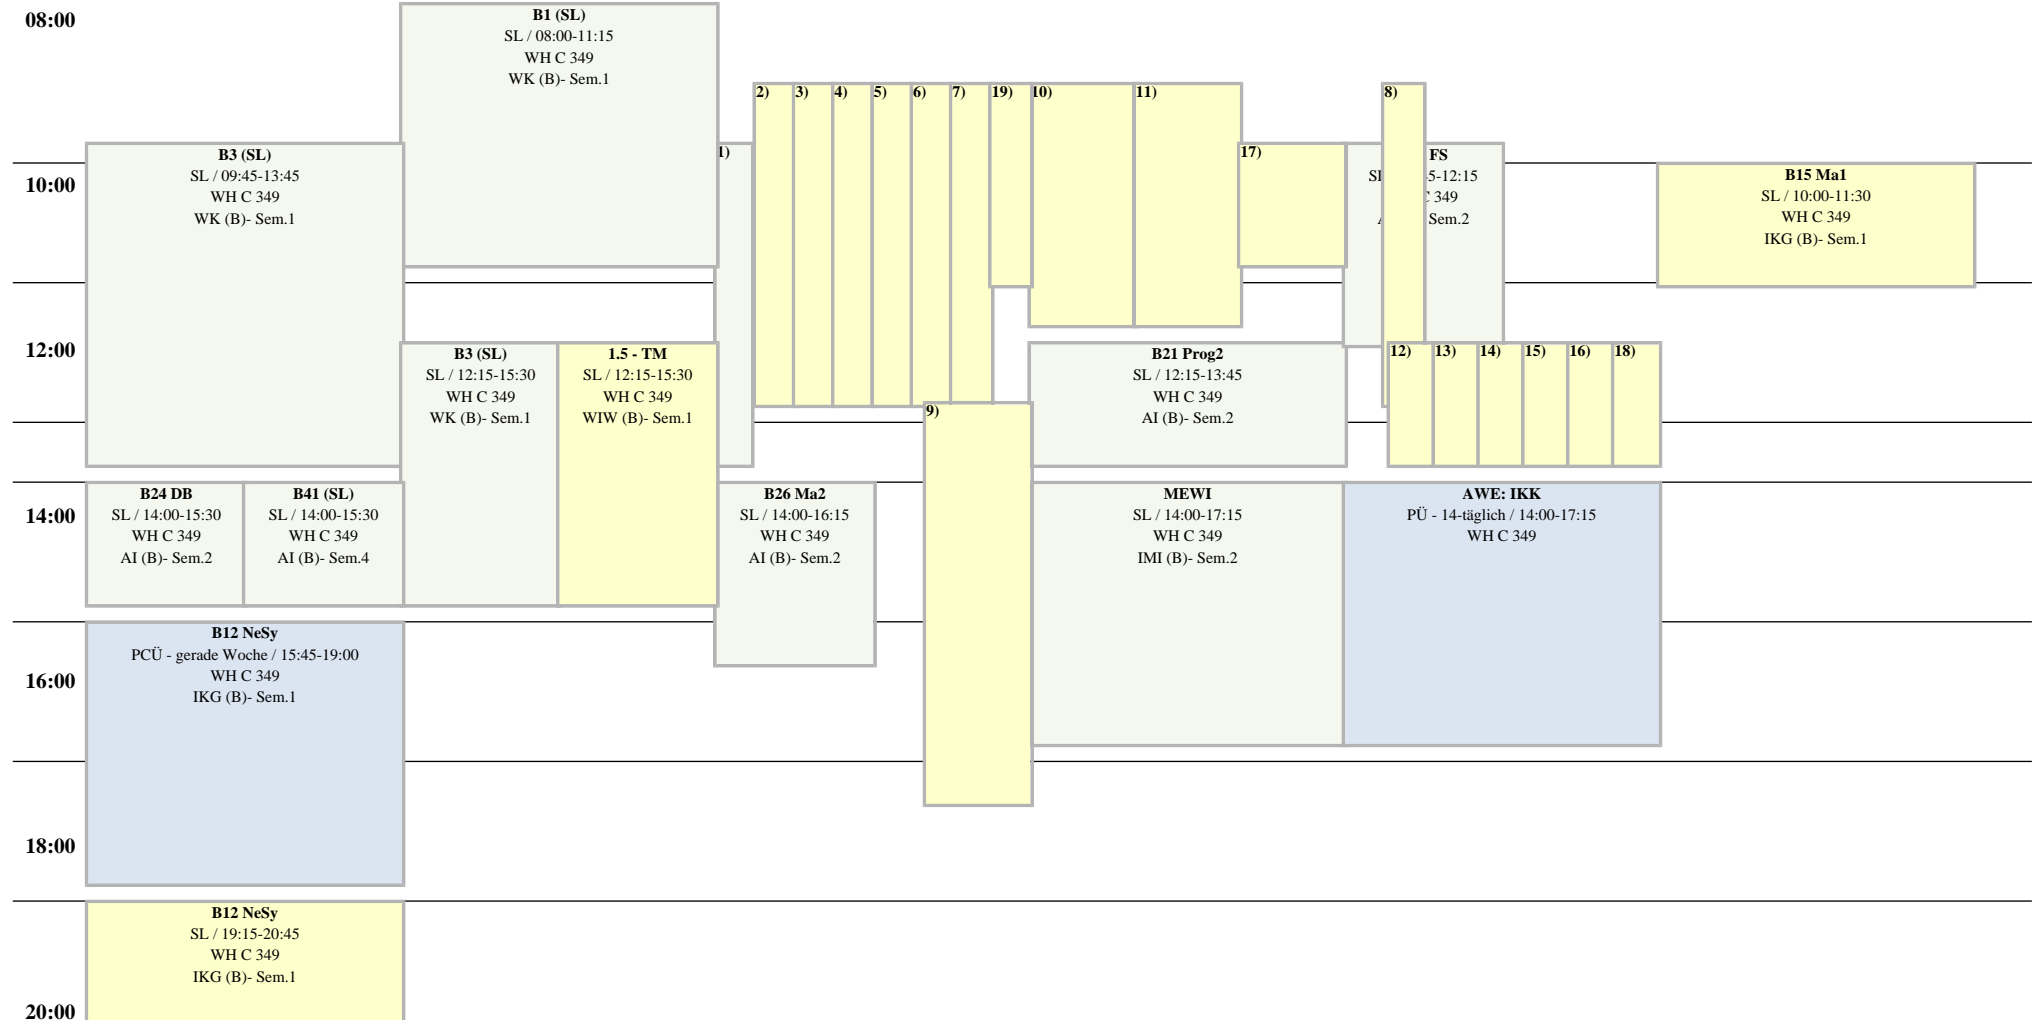 08:00
B1 (SL)
SL / 08:00-11:15
WH C 349
WK (B)- Sem.1
2)
3)
4)
5)
6)
7)
19)
10)
11)
8)
10:00
B3 (SL)
SL / 09:45-13:45
WH C 349
WK (B)- Sem.1
1)
17)
FS
5-12:15
349
Sem.2
B15 Ma1
SL / 10:00-11:30
WH C 349
IKG (B)- Sem.1
12:00
B3 (SL)
SL / 12:15-15:30
WH C 349
WK (B)- Sem.1
1.5 - TM
SL / 12:15-15:30
WH C 349
WIW (B)- Sem.1
9)
B21 Prog2
SL / 12:15-13:45
WH C 349
AI (B)- Sem.2
12)
13)
14)
15)
16)
18)
14:00
B24 DB
SL / 14:00-15:30
WH C 349
AI (B)- Sem.2
B41 (SL)
SL / 14:00-15:30
WH C 349
AI (B)- Sem.4
B26 Ma2
SL / 14:00-16:15
WH C 349
AI (B)- Sem.2
MEWI
SL / 14:00-17:15
WH C 349
IMI (B)- Sem.2
AWE: IKK
PÜ - 14-täglich / 14:00-17:15
WH C 349
16:00
B12 NeSy
PCÜ - gerade Woche / 15:45-19:00
WH C 349
IKG (B)- Sem.1
18:00
B12 NeSy
SL / 19:15-20:45
WH C 349
IKG (B)- Sem.1
20:00